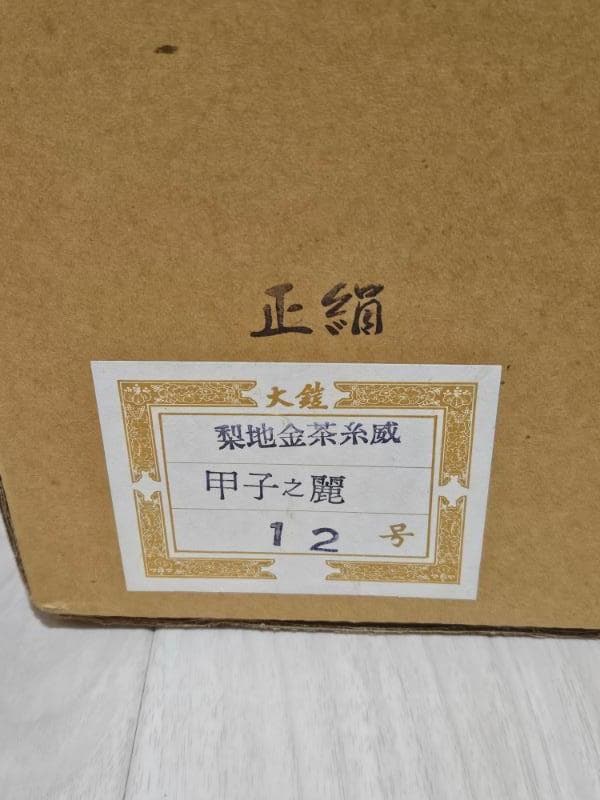 正絹
大鎧
梨地金茶糸威
甲子之麗
12号